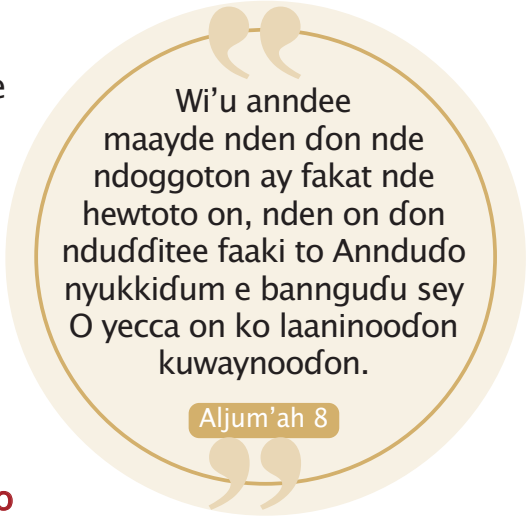 e
Wi’u anndee
maayde nden ɗon nde
ndoggoton ay fakat nde
hewtoto on, nden on ɗon
nduɗɗitee faaki to Annduɗo
nyukkiɗum e bannguɗu sey
O yecca on ko laaninooɗon
kuwaynooɗon.
Aljum’ah 8
o